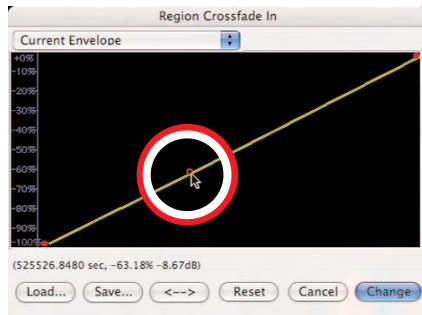 Region Crossfade In
Current Envelope
+0%
-10%
-20%
-30%
-40%
-50%
-60%
-70%
-80%
-90%
-100%
(525526.8480 sec, -63.18% -8.67dB)
Load... Save... <--> Reset Cancel Change